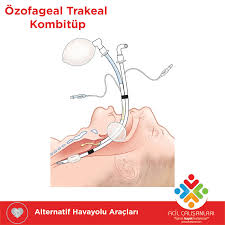 Özofageal Trakeal
Kombitüp
Alternatif Havayolu Araçları
ACİL ÇALIŞANLARI